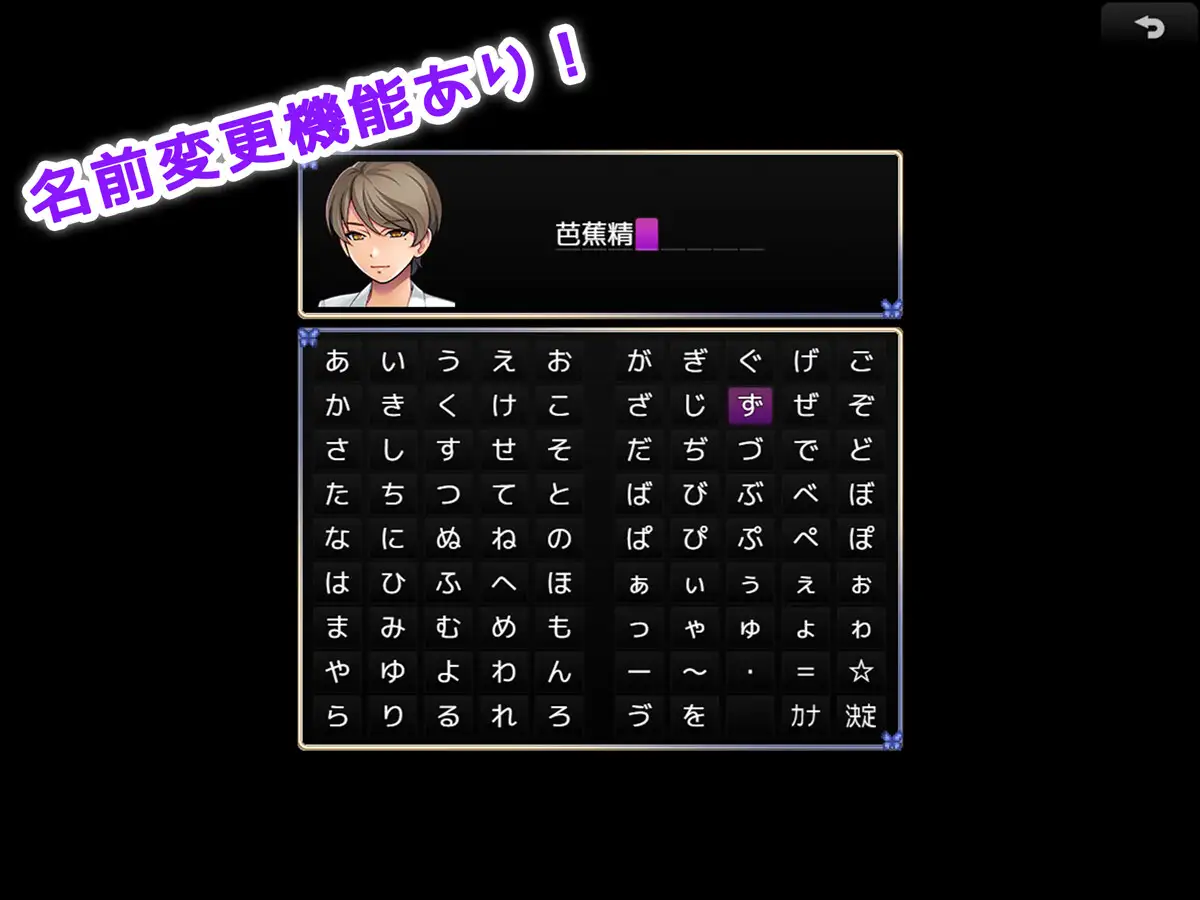 名前変更機能あり！
芭蕉精
あ い う え お が ぎ ぐ げ ご
か き く け こ ざ じ ず ぜ ぞ
さ し す せ そ だ ぢ づ で ど
た ち つ て と ば び ぶ べ ぼ
な に ぬ ね の ぱ ぴ ぷ ぺ ぽ
は ひ ふ へ ほ ぁ ぃ ぅ ぇ ぉ
ま み む め も っ ゃ ゅ ょ ゎ
や ゆ よ わ ん ー ～ ・ ＝ ☆
ら り る れ ろ ゔ を カナ 決定